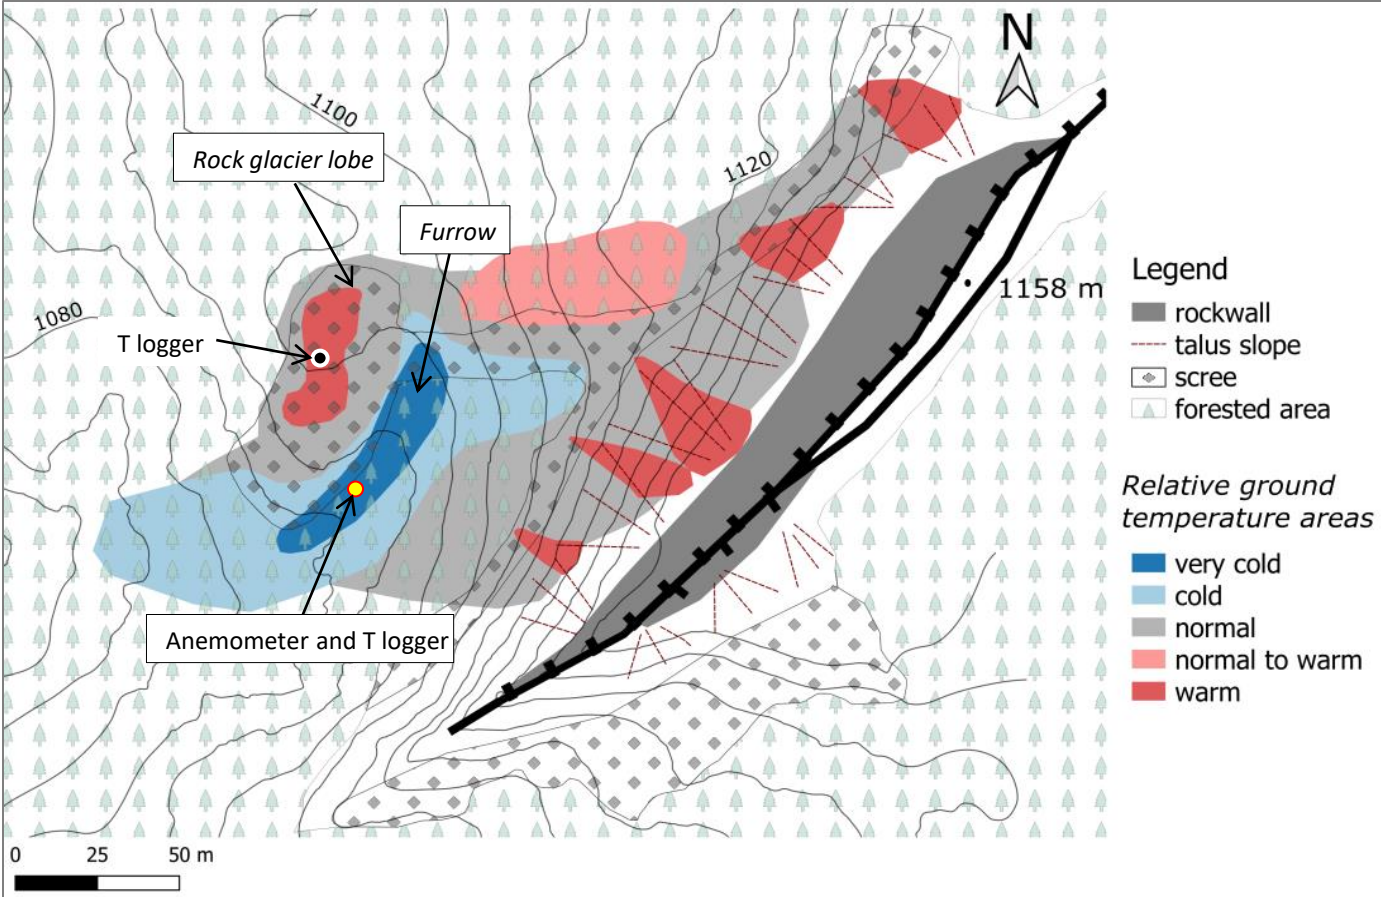 N
1100
Rock glacier lobe
1120
Furrow
1158 m
1080
T logger
Anemometer and T logger
0 25 50 m
Legend
rockwall
talus slope
scree
forested area
Relative ground
temperature areas
very cold
cold
normal
normal to warm
warm